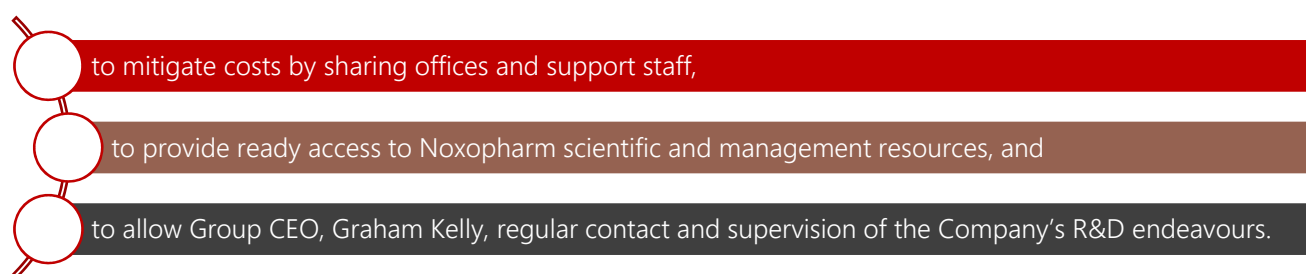 to mitigate costs by sharing offices and support staff,
to provide ready access to Noxopharm scientific and management resources, and
to allow Group CEO, Graham Kelly, regular contact and supervision of the Company's R&D endeavours.